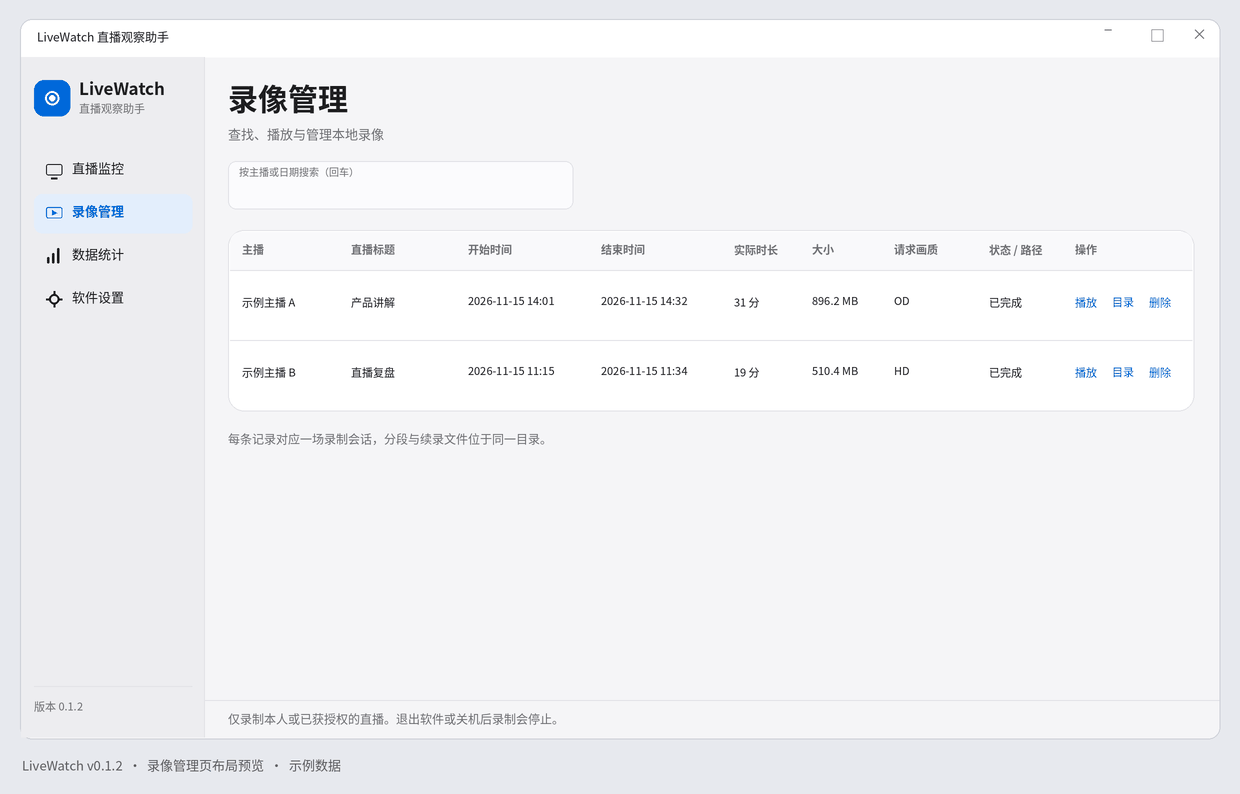 LiveWatch 直播观察助手
LiveWatch
直播观察助手
直播监控
录像管理
数据统计
软件设置
版本 0.1.2
录像管理
查找、播放与管理本地录像
按主播或日期搜索（回车）
主播 直播标题 开始时间 结束时间 实际时长 大小 请求画质 状态 / 路径 操作
示例主播 A 产品讲解 2026-11-15 14:01 2026-11-15 14:32 31 分 896.2 MB OD 已完成 播放 目录 删除
示例主播 B 直播复盘 2026-11-15 11:15 2026-11-15 11:34 19 分 510.4 MB HD 已完成 播放 目录 删除
每条记录对应一场录制会话，分段与续录文件位于同一目录。
仅录制本人或已获授权的直播。退出软件或关机后录制会停止。
LiveWatch v0.1.2 · 录像管理页布局预览 · 示例数据